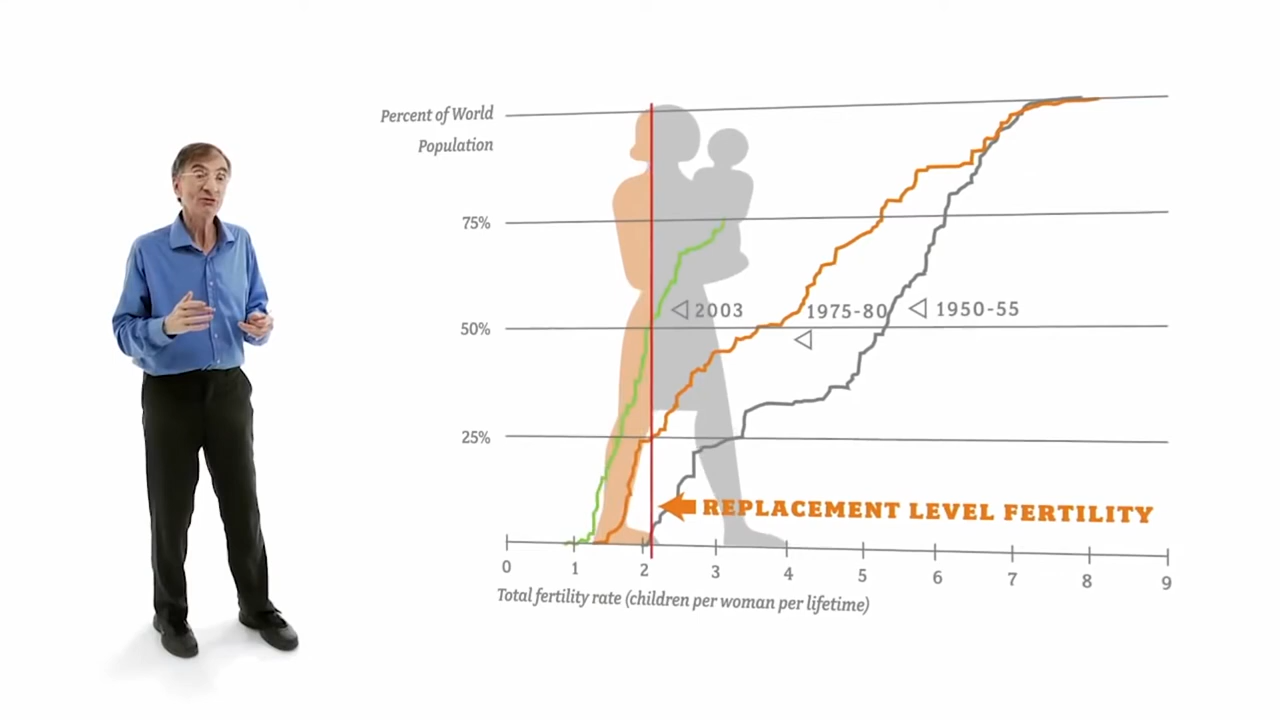 Percent of World
Population
75%
2003
1975-80
1950-55
50%
25%
REPLACEMENT LEVEL FERTILITY
0 1 2 3 4 5 6 7 8 9
Total fertility rate (children per woman per lifetime)